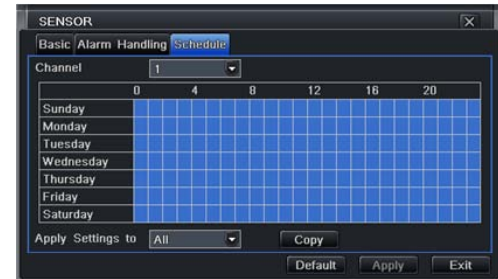 SENSOR X
Basic Alarm Handling Schedule
Channel 1
0 4 8 12 16 20
Sunday
Monday
Tuesday
Wednesday
Thursday
Friday
Saturday
Apply Settings to All Copy
Default Apply Exit